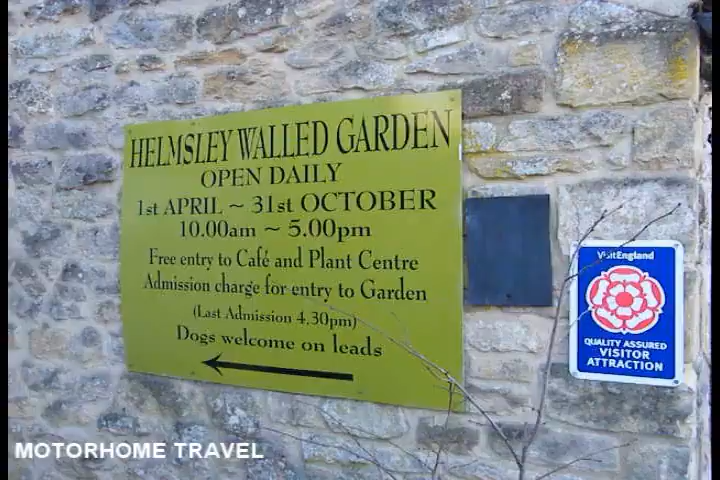 HELMSLEY WALLED GARDEN
OPEN DAILY
1st APRIL ~ 31st OCTOBER
10.00am ~ 5.00pm
Free entry to Café and Plant Centre
Admission charge for entry to Garden
(Last Admission 4.30pm)
Dogs welcome on leads
VisitEngland
QUALITY ASSURED
VISITOR
ATTRACTION
MOTORHOME TRAVEL